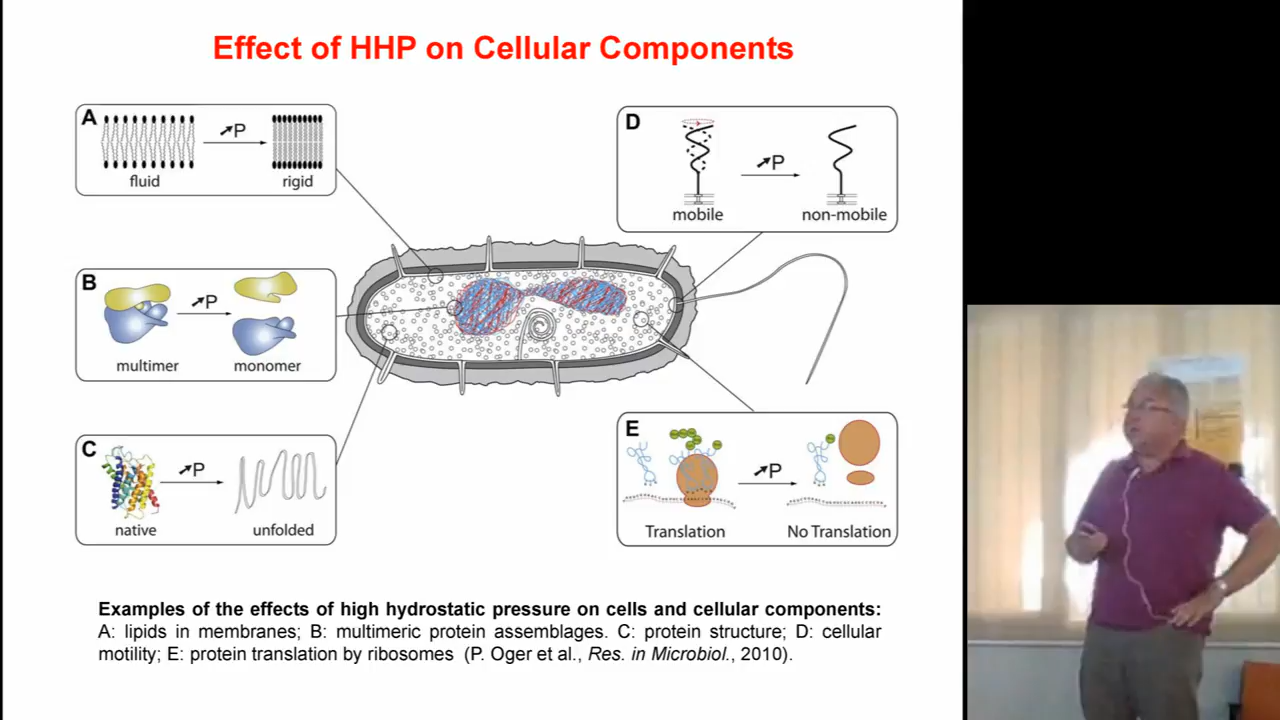 Effect of HHP on Cellular Components
A
↗P
fluid
rigid
B
↗P
multimer
monomer
C
↗P
native
unfolded
D
↗P
mobile
non-mobile
E
↗P
Translation
No Translation
Examples of the effects of high hydrostatic pressure on cells and cellular components:
A: lipids in membranes; B: multimeric protein assemblages. C: protein structure; D: cellular
motility; E: protein translation by ribosomes (P. Oger et al., Res. in Microbiol., 2010).